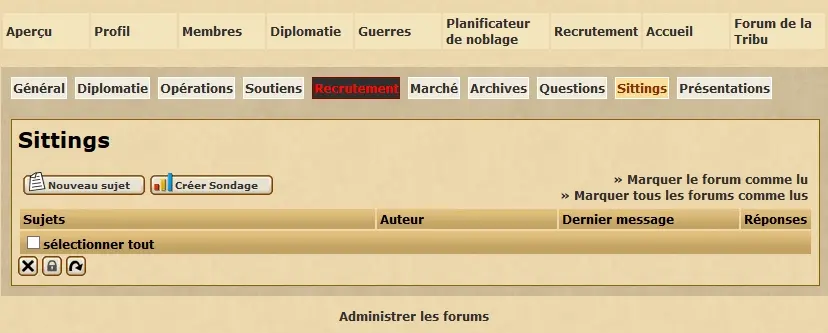 Aperçu Profil Membres Diplomatie Guerres Planificateur de noblage Recrutement Accueil Forum de la Tribu
Général Diplomatie Opérations Soutiens Recrutement Marché Archives Questions Sittings Présentations
Sittings
Nouveau sujet Créer Sondage
» Marquer le forum comme lu
» Marquer tous les forums comme lus
Sujets Auteur Dernier message Réponses
sélectionner tout
Administrer les forums